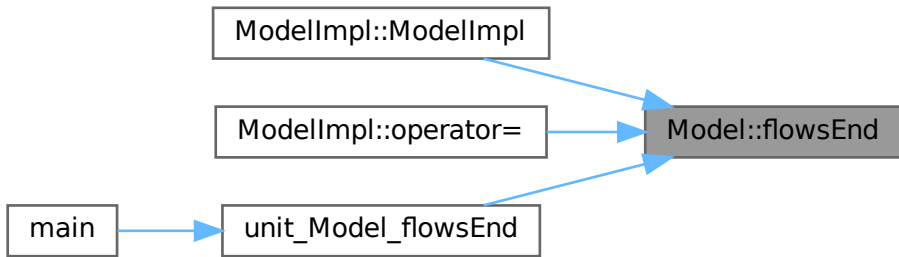 ModelImpl::ModelImpl
ModelImpl::operator=
Model::flowsEnd
main
unit_Model_flowsEnd